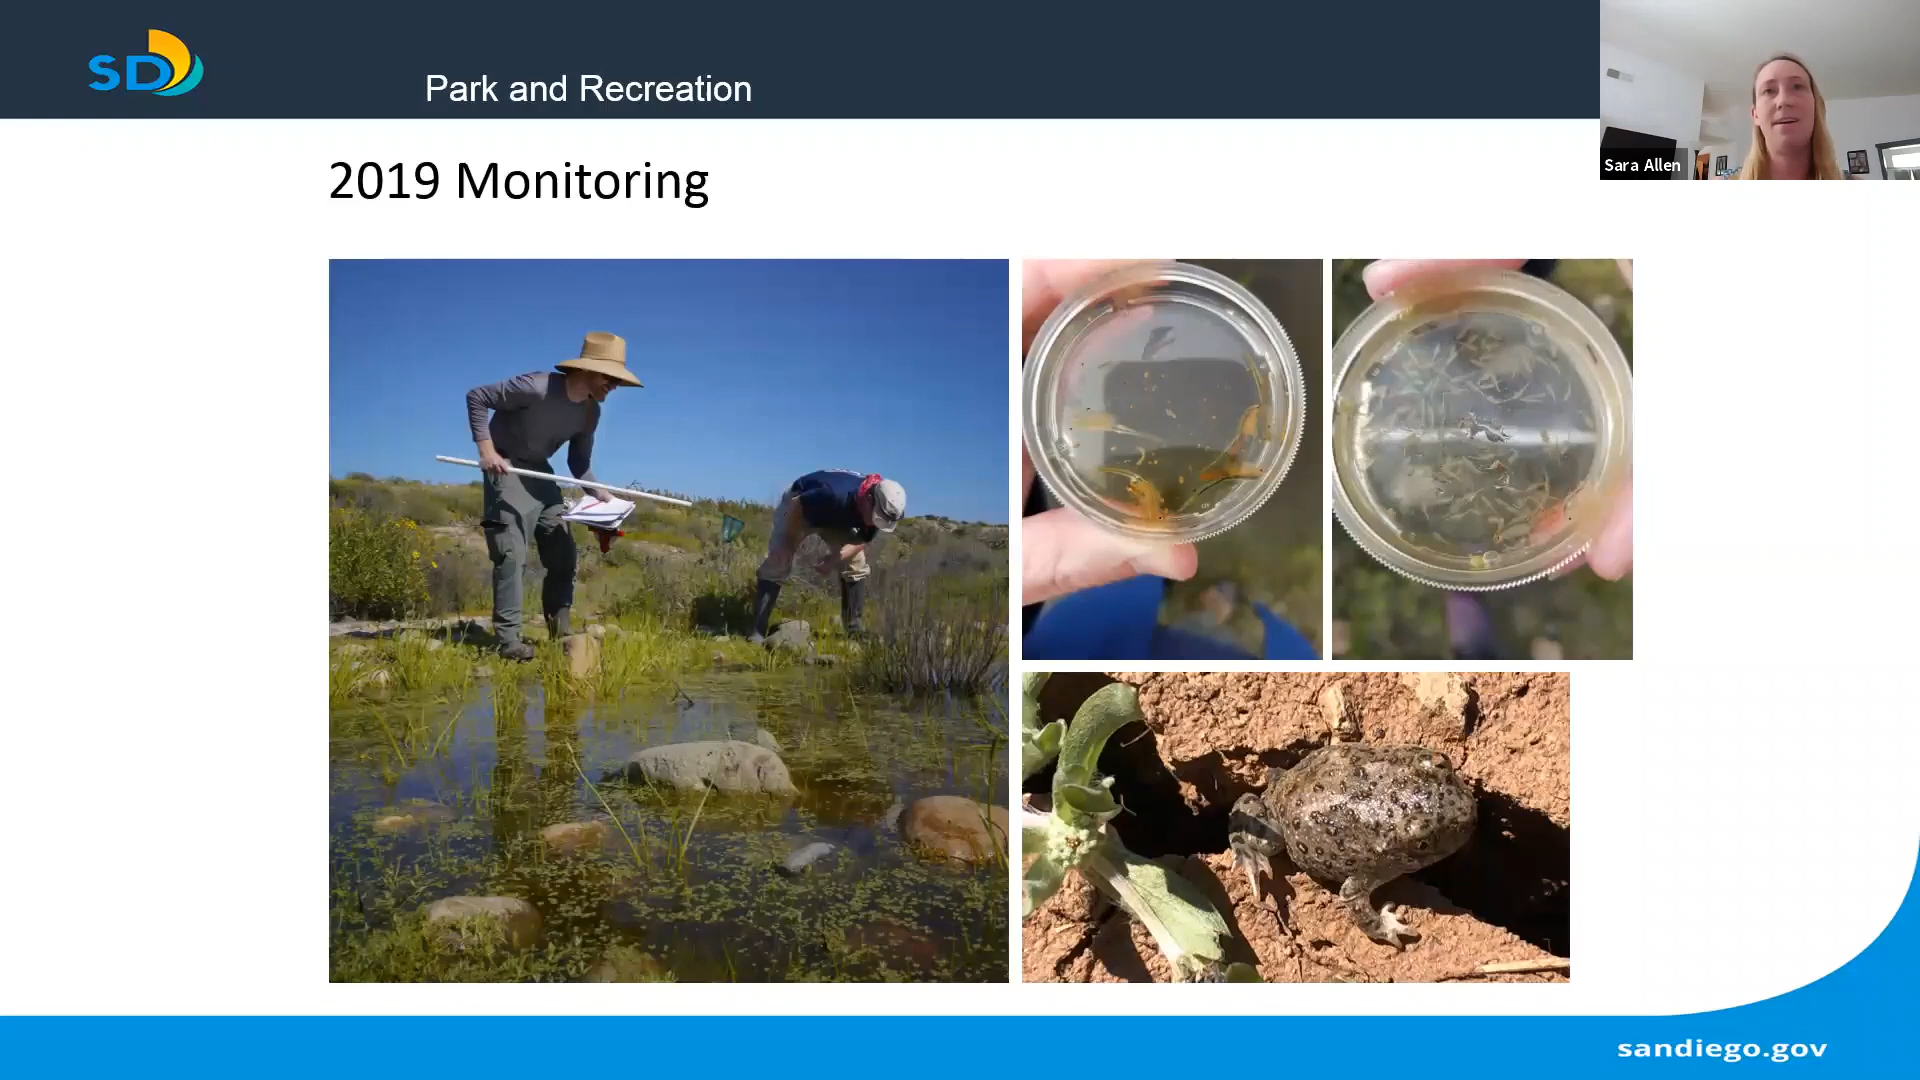 SD
Park and Recreation
Sara Allen
2019 Monitoring
sandiego.gov